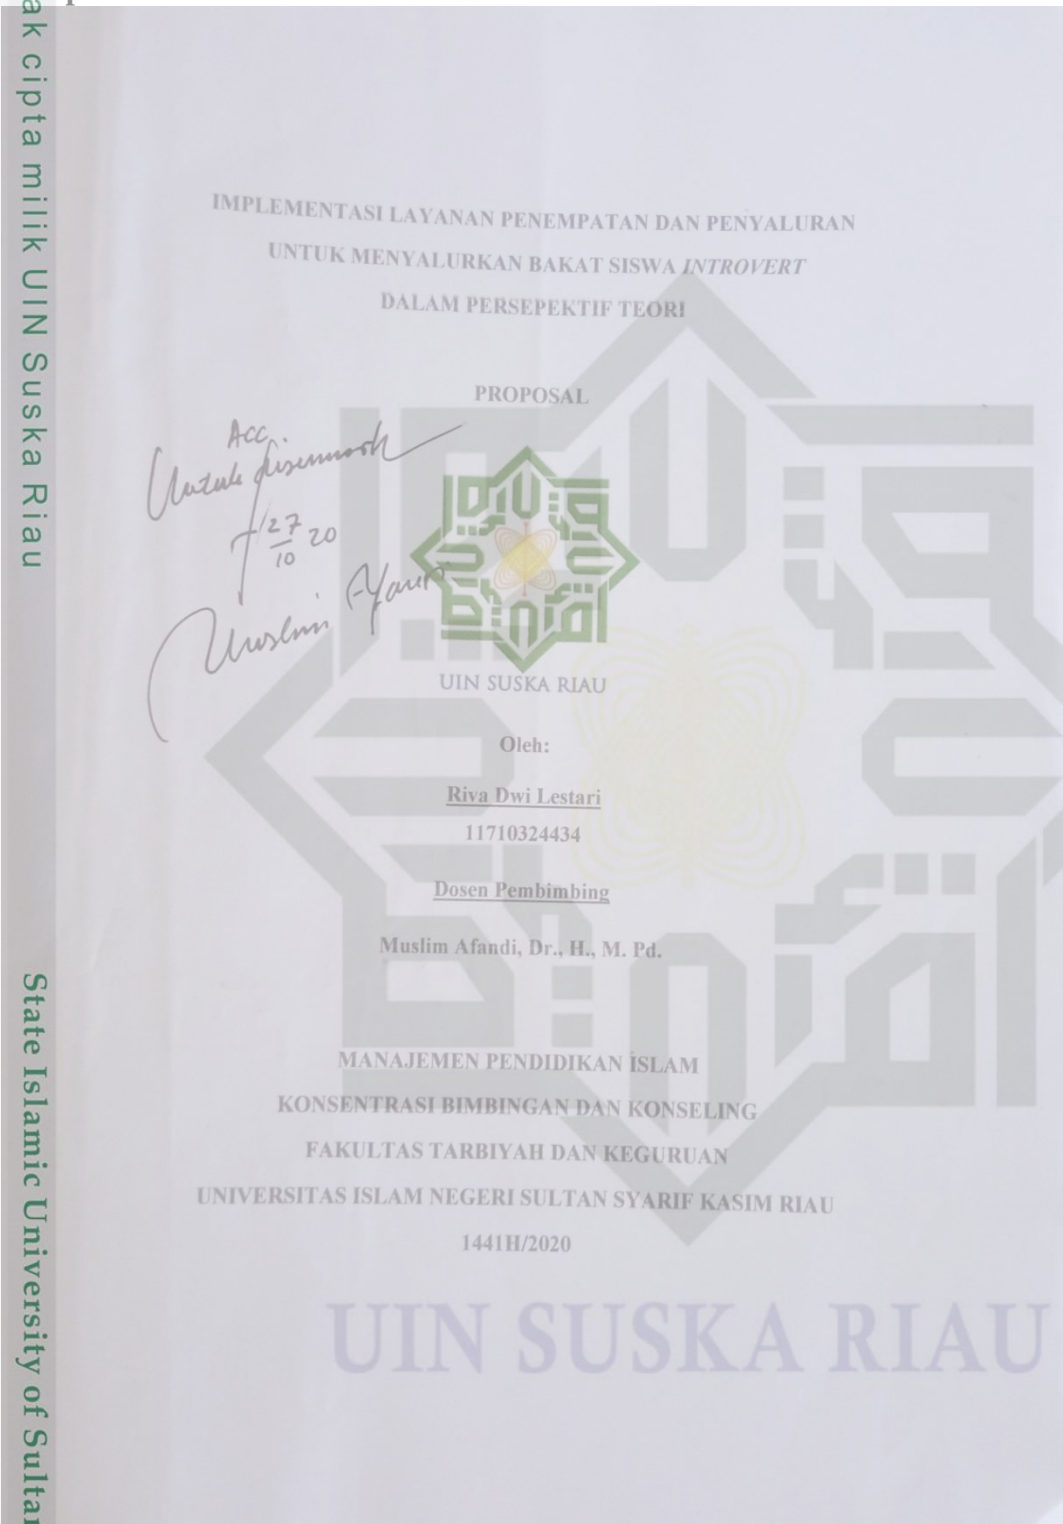 IMPLEMENTASI LAYANAN PENEMPATAN DAN PENYALURAN
UNTUK MENYALURKAN BAKAT SISWA INTROVERT
DALAM PERSEPEKTIF TEORI
PROPOSAL
Acc.
Untuk
27
10 20
Muslim
UIN SUSKA RIAU
Oleh:
Riva Dwi Lestari
11710324434
Dosen Pembimbing
Muslim Afandi, Dr., H., M. Pd.
MANAJEMEN PENDIDIKAN ISLAM
KONSENTRASI BIMBINGAN DAN KONSELING
FAKULTAS TARBIYAH DAN KEGURUAN
UNIVERSITAS ISLAM NEGERI SULTAN SYARIF KASIM RIAU
1441H/2020
UIN SUSKA RIAU
ak cipta milik UIN Suska Riau
State Islamic University of Sultan